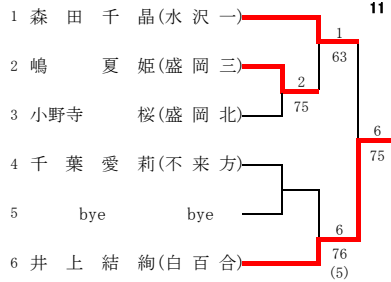 11
1 森 田 千 晶(水 沢 一)
1
63
2 嶋 夏 姫(盛 岡 三)
2
75
3 小野寺 桜(盛 岡 北)
6
75
4 千 葉 愛 莉(不 来 方)
5 bye bye
6
76
(5)
6 井 上 結 絢(白 百 合)